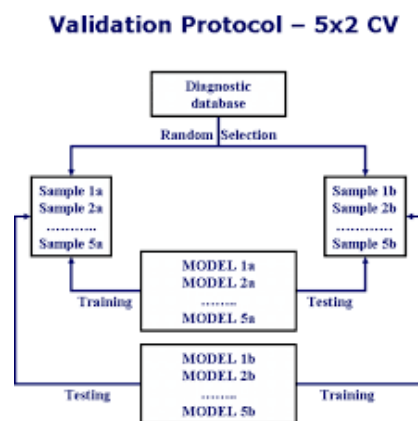 Validation Protocol – 5x2 CV
Diagnostic
database
Random Selection
Sample 1a
Sample 2a
...........
Sample 5a
Sample 1b
Sample 2b
............
Sample 5b
MODEL 1a
MODEL 2a
........
MODEL 5a
Training
Testing
MODEL 1b
MODEL 2b
........
MODEL 5b
Testing
Training